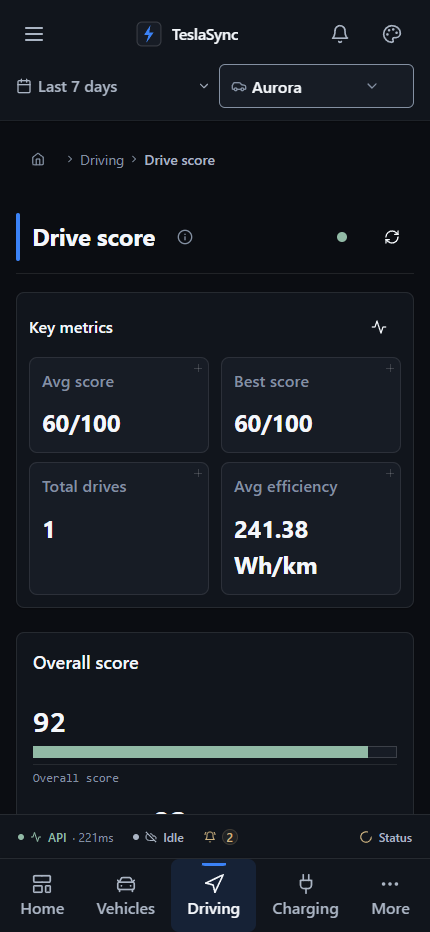 TeslaSync
Last 7 days
Aurora
Driving
Drive score
Drive score
Key metrics
Avg score
60/100
Best score
60/100
Total drives
1
Avg efficiency
241.38
Wh/km
Overall score
92
Overall score
API · 221ms
Idle
2
Status
Home
Vehicles
Driving
Charging
More